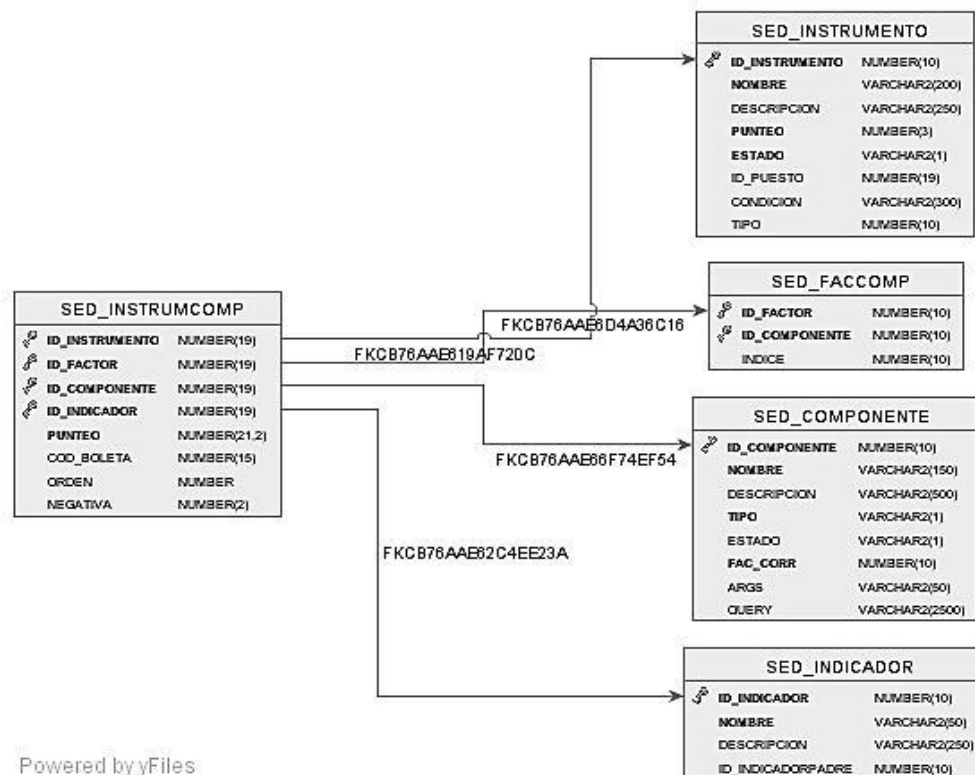 SED_INSTRUMENTO
ID_INSTRUMENTO NUMBER(10)
NOMBRE VARCHAR2(200)
DESCRIPCION VARCHAR2(250)
PUNTEO NUMBER(3)
ESTADO VARCHAR2(1)
ID_PUESTO NUMBER(19)
CONDICION VARCHAR2(300)
TIPO NUMBER(10)
SED_FACCOMP
ID_FACTOR NUMBER(10)
ID_COMPONENTE NUMBER(10)
INDICE NUMBER(10)
SED_INSTRUMCOMP
ID_INSTRUMENTO NUMBER(19)
ID_FACTOR NUMBER(19)
ID_COMPONENTE NUMBER(19)
ID_INDICADOR NUMBER(19)
PUNTEO NUMBER(21,2)
COD_BOLETA NUMBER(15)
ORDEN NUMBER
NEGATIVA NUMBER(2)
FKCB76AAE6D4A36C16
FKCB76AAE619AF720C
FKCB76AAE66F74EF54
FKCB76AAE62C4EE23A
SED_COMPONENTE
ID_COMPONENTE NUMBER(10)
NOMBRE VARCHAR2(150)
DESCRIPCION VARCHAR2(500)
TIPO VARCHAR2(1)
ESTADO VARCHAR2(1)
FAC_CORR NUMBER(10)
ARGS VARCHAR2(50)
QUERY VARCHAR2(2500)
SED_INDICADOR
ID_INDICADOR NUMBER(10)
NOMBRE VARCHAR2(50)
DESCRIPCION VARCHAR2(250)
ID_INDICADORPADRE NUMBER(10)
Powered by yFiles